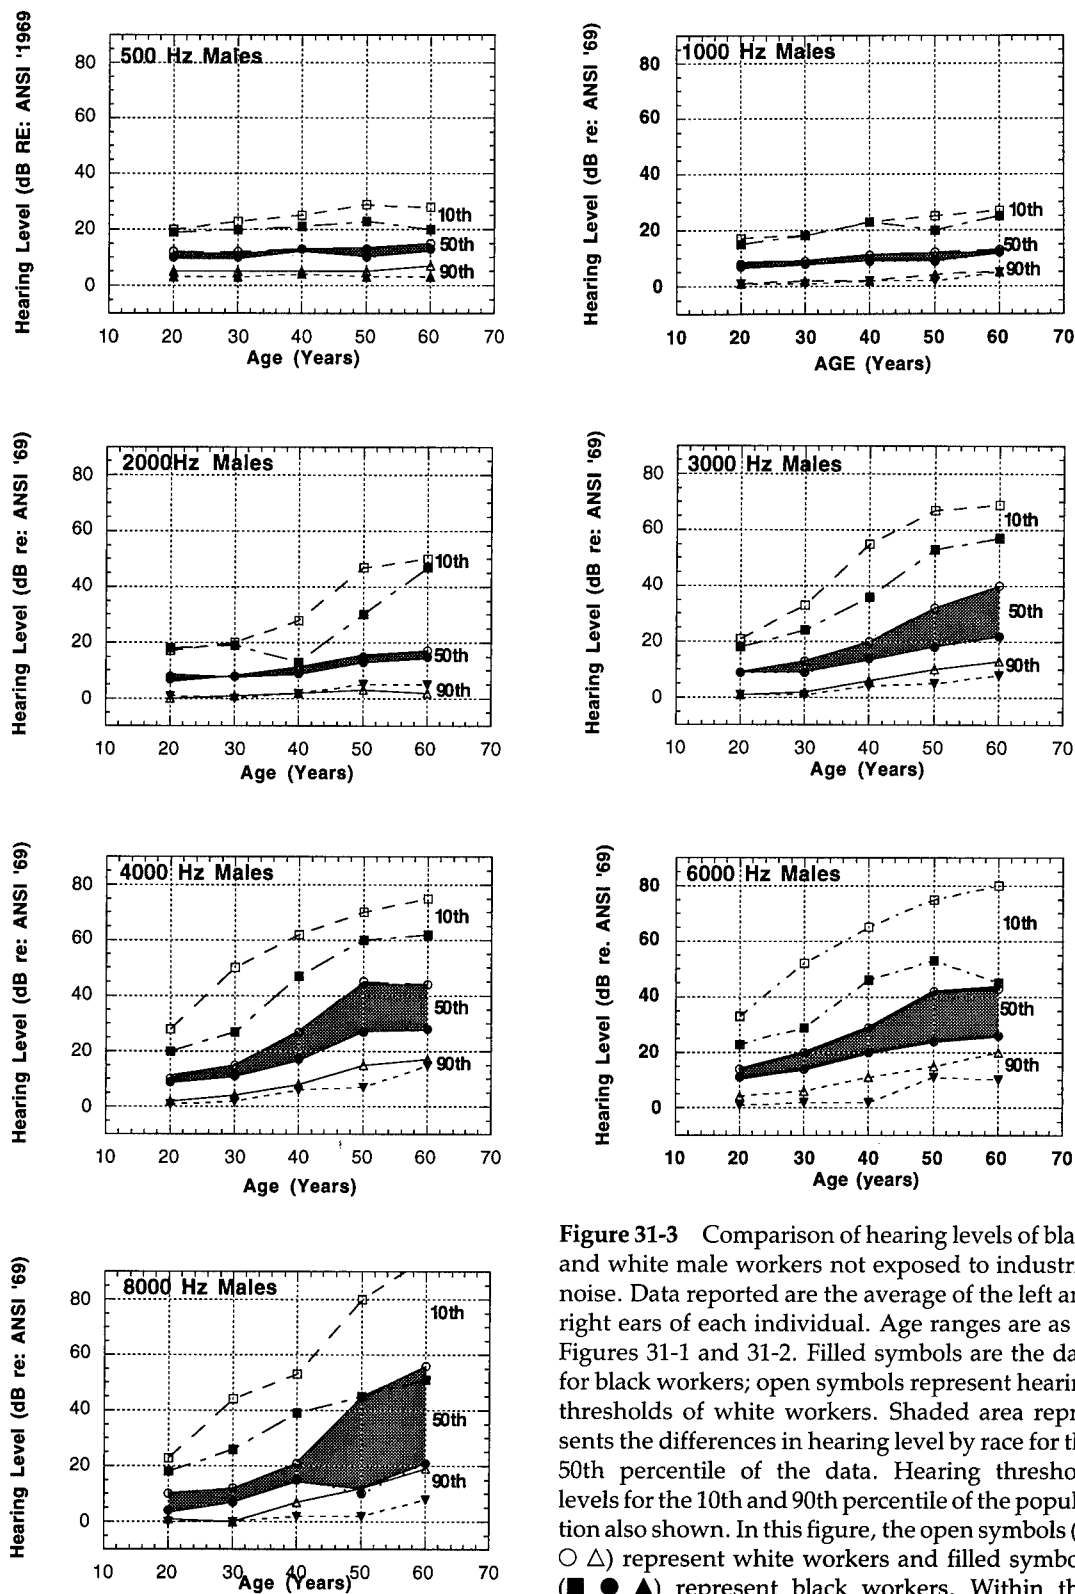 500 Hz Males
Hearing Level (dB RE: ANSI '1969
80
60
40
20
0
10th
50th
90th
10 20 30 40 50 60 70
Age (Years)
1000 Hz Males
Hearing Level (dB re: ANSI '69)
80
60
40
20
0
10th
50th
90th
10 20 30 40 50 60 70
AGE (Years)
2000Hz Males
Hearing Level (dB re: ANSI '69)
80
60
40
20
0
10th
50th
90th
10 20 30 40 50 60 70
Age (Years)
3000 Hz Males
Hearing Level (dB re: ANSI '69)
80
60
40
20
0
10th
50th
90th
10 20 30 40 50 60 70
Age (Years)
4000 Hz Males
Hearing Level (dB re: ANSI '69)
80
60
40
20
0
10th
50th
90th
10 20 30 40 50 60 70
Age (Years)
6000 Hz Males
Hearing Level (dB re. ANSI '69)
80
60
40
20
0
10th
50th
90th
10 20 30 40 50 60 70
Age (years)
8000 Hz Males
Hearing Level (dB re: ANSI '69)
80
60
40
20
0
10th
50th
90th
10 20 30 40 50 60 70
Age (Years)
Figure 31-3 Comparison of hearing levels of bla
and white male workers not exposed to industri
noise. Data reported are the average of the left an
right ears of each individual. Age ranges are as
Figures 31-1 and 31-2. Filled symbols are the da
for black workers; open symbols represent hearin
thresholds of white workers. Shaded area repr
sents the differences in hearing level by race for th
50th percentile of the data. Hearing thresho
levels for the 10th and 90th percentile of the popul
tion also shown. In this figure, the open symbols (
○ △) represent white workers and filled symbo
(■ ● ▲) represent black workers. Within th